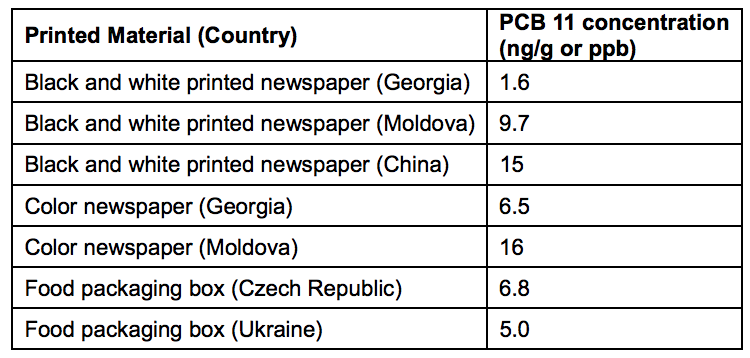 Printed Material (Country) PCB 11 concentration
(ng/g or ppb)
Black and white printed newspaper (Georgia) 1.6
Black and white printed newspaper (Moldova) 9.7
Black and white printed newspaper (China) 15
Color newspaper (Georgia) 6.5
Color newspaper (Moldova) 16
Food packaging box (Czech Republic) 6.8
Food packaging box (Ukraine) 5.0